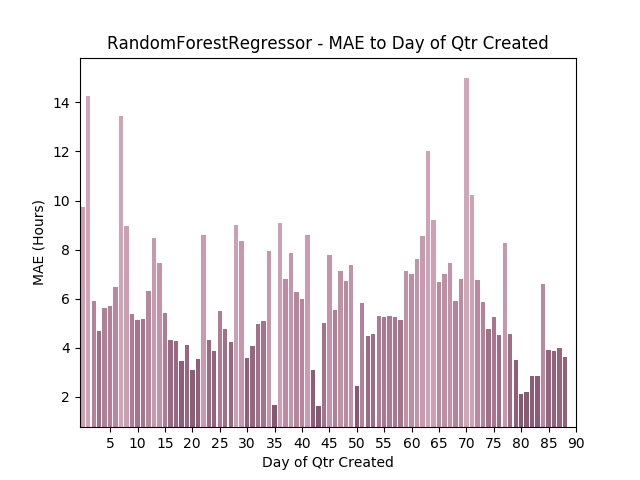 RandomForestRegressor - MAE to Day of Qtr Created
14
12
10
8
6
4
2
MAE (Hours)
5 10 15 20 25 30 35 40 45 50 55 60 65 70 75 80 85 90
Day of Qtr Created